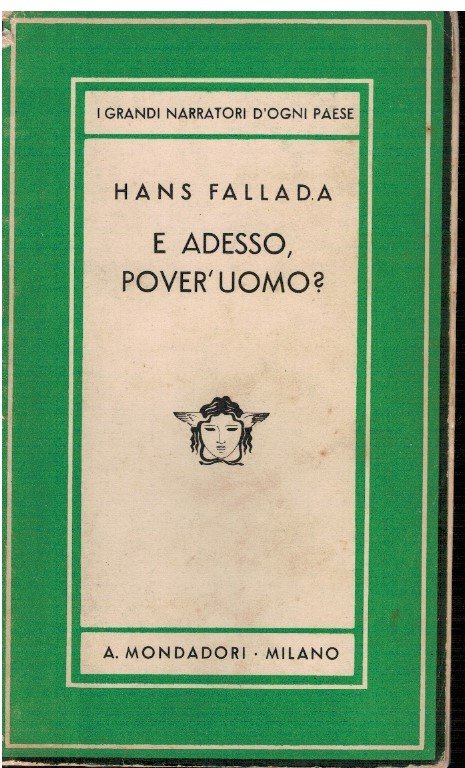 I GRANDI NARRATORI D'OGNI PAESE
HANS FALLADA
E ADESSO,
POVER'UOMO?
A. MONDADORI · MILANO